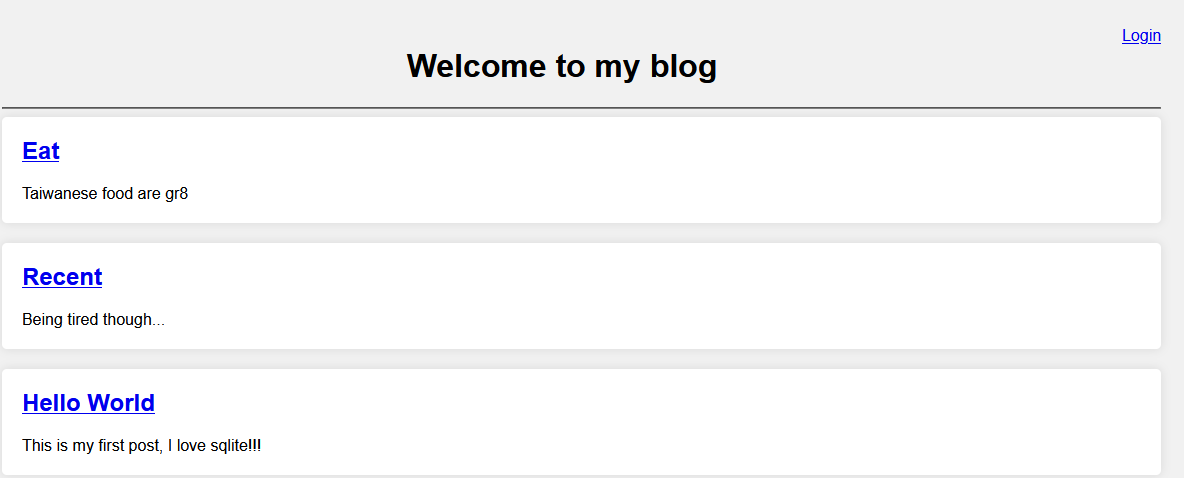 Login
Welcome to my blog
Eat
Taiwanese food are gr8
Recent
Being tired though...
Hello World
This is my first post, I love sqlite!!!